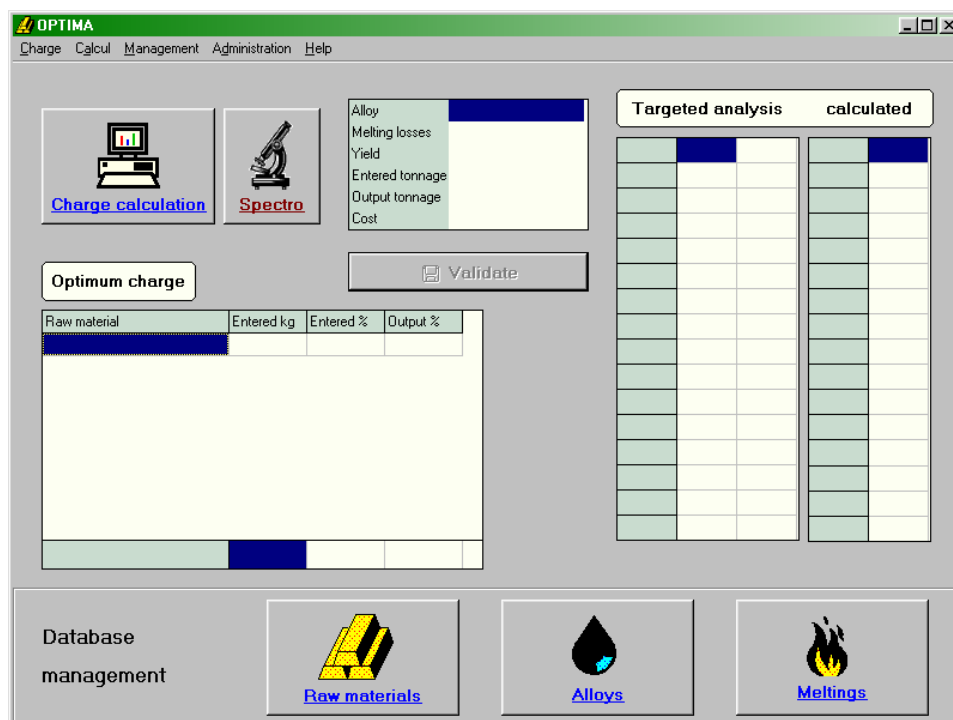 OPTIMA
Charge Calcul Management Administration Help
Charge calculation
Spectro
Alloy
Melting losses
Yield
Entered tonnage
Output tonnage
Cost
Targeted analysis calculated
Validate
Optimum charge
Raw material Entered kg Entered % Output %
Database
management
Raw materials
Alloys
Meltings